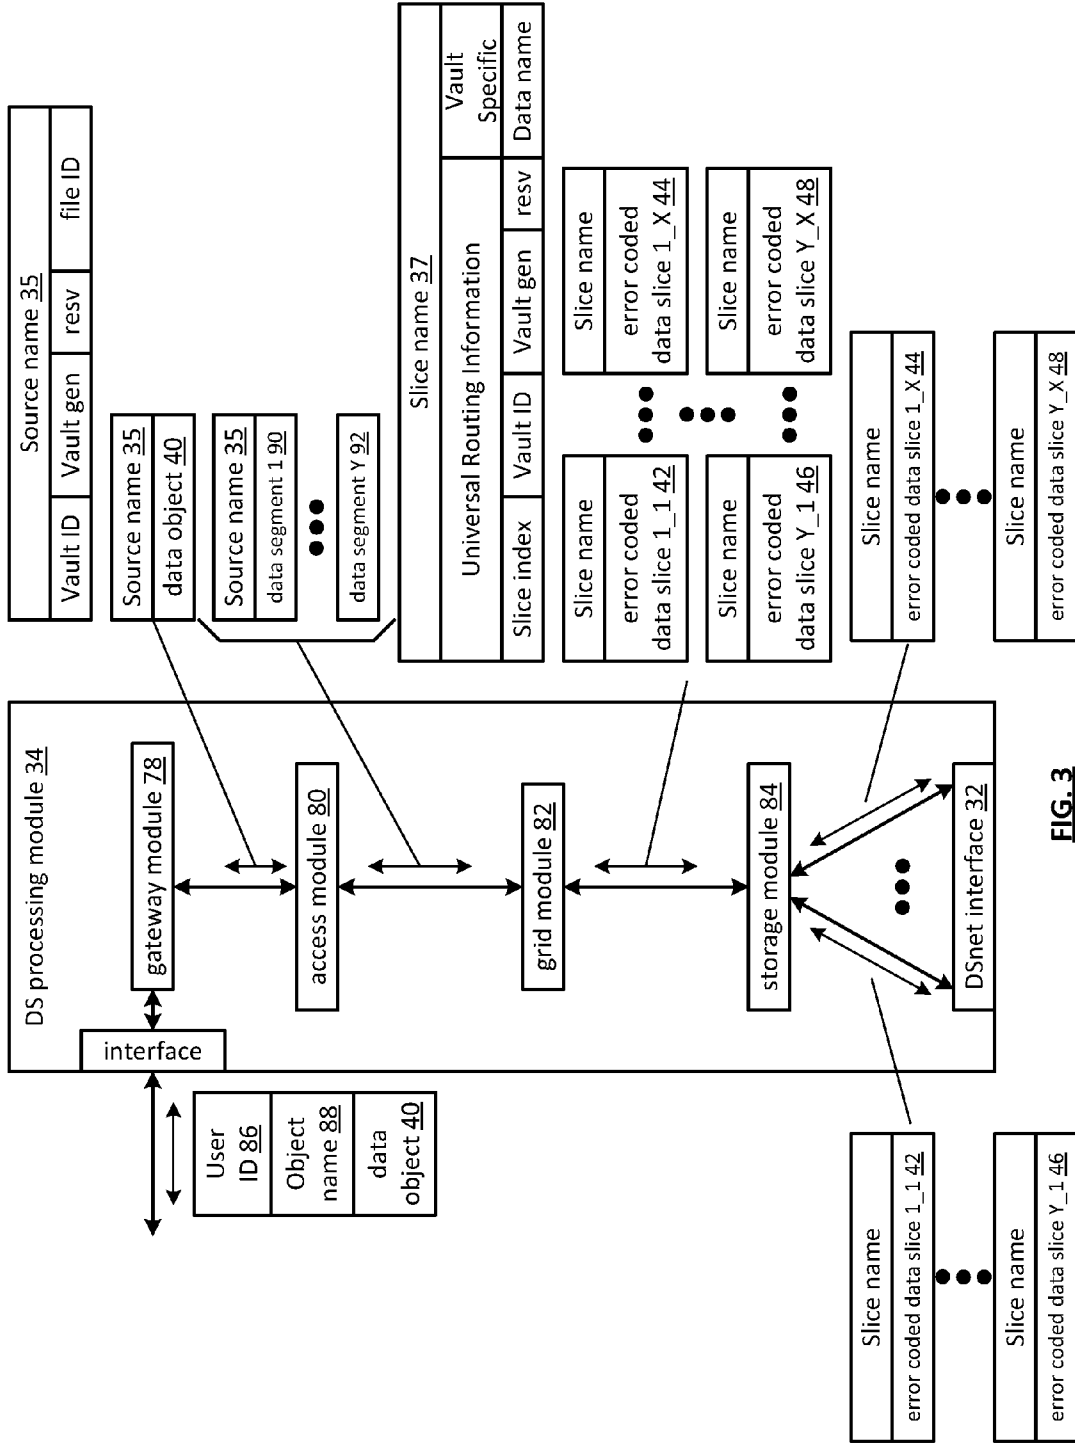 Source name 35
Vault ID
Vault gen
resv
file ID
Source name 35
data object 40
Source name 35
data segment 1 90
data segment Y 92
Slice name 37
Universal Routing Information
Vault
Specific
Slice index
Vault ID
Vault gen
resv
Data name
Slice name
error coded
data slice 1_1 42
Slice name
error coded
data slice 1_X 44
Slice name
error coded
data slice Y_1 46
Slice name
error coded
data slice Y_X 48
DS processing module 34
interface
gateway module 78
access module 80
grid module 82
storage module 84
DSnet interface 32
User
ID 86
Object
name 88
data
object 40
Slice name
error coded data slice 1_1 42
Slice name
error coded data slice Y_1 46
Slice name
error coded data slice 1_X 44
Slice name
error coded data slice Y_X 48
FIG. 3